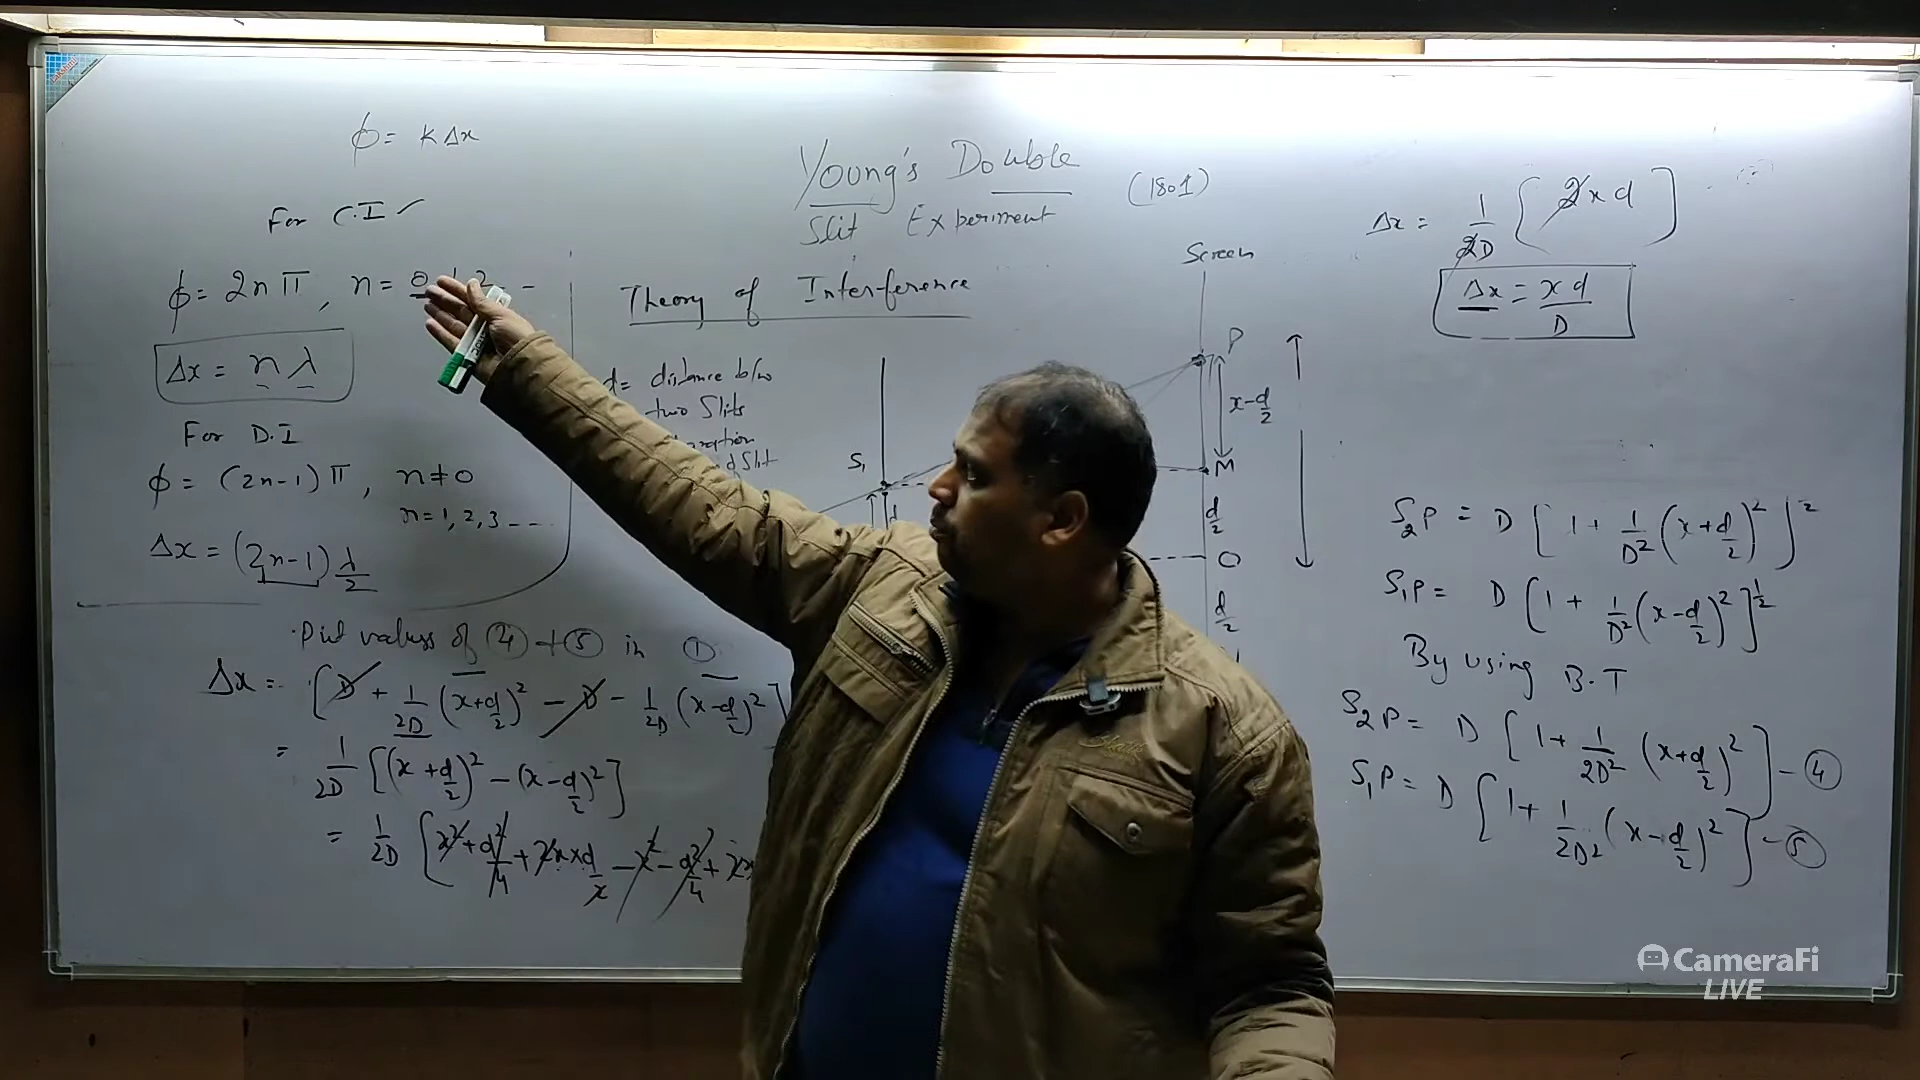 ϕ = K Δx
For C.I ✓
ϕ = 2nπ, n = 0, 1, 2 - -
Δx = nλ
For D.I
ϕ = (2n-1)π, n ≠ 0
n = 1, 2, 3 - - -
Δx = (2n-1) λ/2
Young's Double
Slit Experiment (1801)
Theory of Interference
d = distance b/w
two Slits
Slit
S₁
d
Screen
P
x - d/2
M
d/2
O
d/2
Put values of ④ + ⑤ in ①
Δx = [D + 1/2D (x+d/2)² - D - 1/2D (x-d/2)²]
= 1/2D [(x+d/2)² - (x-d/2)²]
= 1/2D [x² + d²/4 + 2x×d/2 - x² - d²/4 + 2x
Δx = 1/2D [2xd]
Δx = xd/D
S₂P = D [1 + 1/D² (x+d/2)²]^2
S₁P = D [1 + 1/D² (x-d/2)²]^1/2
By using B.T
S₂P = D [1 + 1/2D² (x+d/2)²] - ④
S₁P = D [1 + 1/2D² (x-d/2)²] - ⑤
CameraFi
LIVE